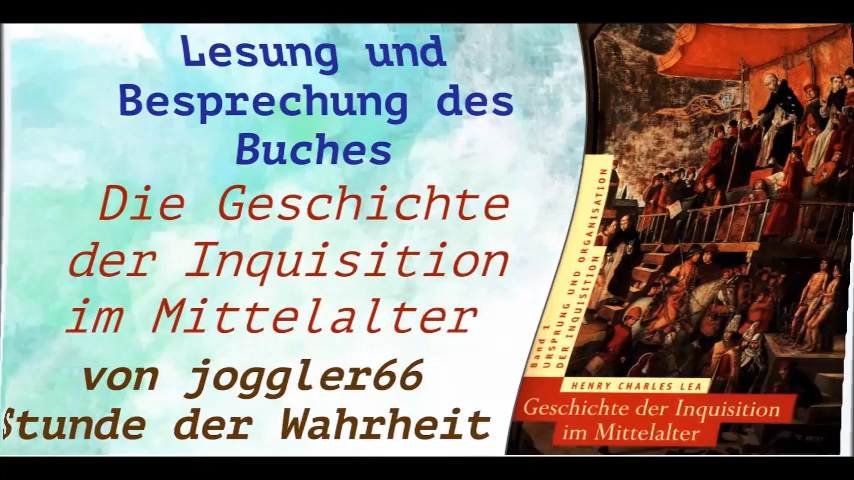 Lesung und
Besprechung des
Buches
Die Geschichte
der Inquisition
im Mittelalter
von joggler66
Stunde der Wahrheit
Band 1
URSPRUNG UND ORGANISATION
DER INQUISITION
HENRY CHARLES LEA
Geschichte der Inquisition
im Mittelalter